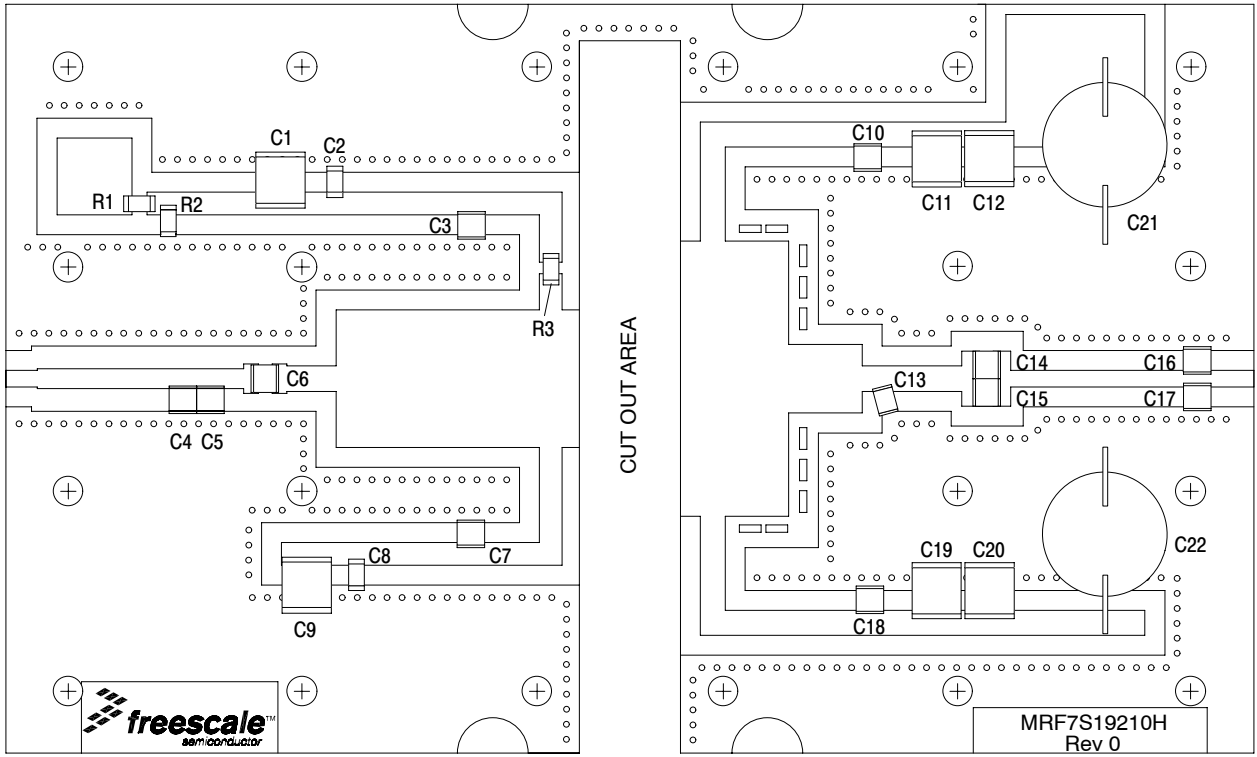 C1
C2
C10
R1
R2
C3
C11 C12
C21
R3
CUT OUT AREA
C6
C13
C14
C16
C15
C17
C4 C5
C8
C7
C19 C20
C22
C9
C18
freescale™
semiconductor
MRF7S19210H
Rev 0